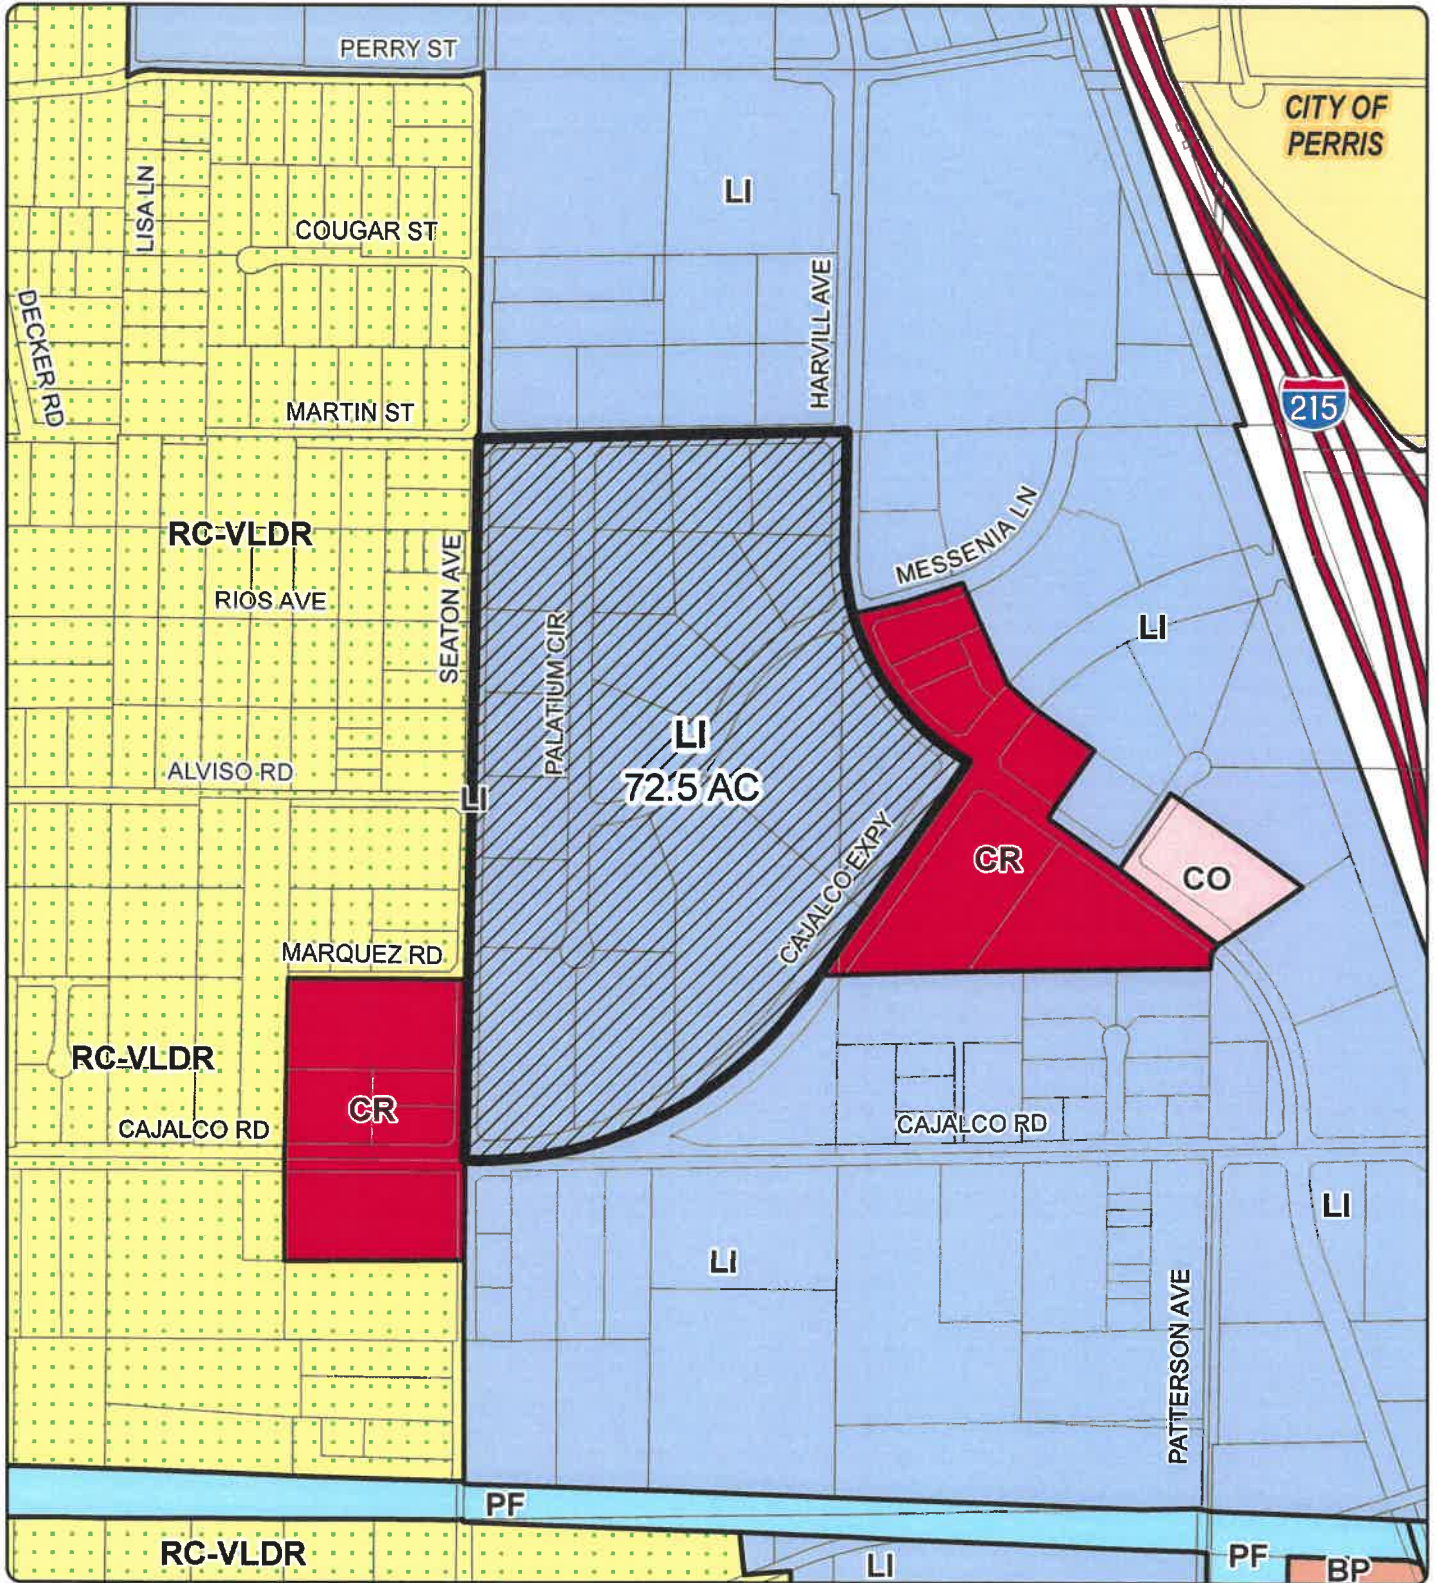 PERRY ST
CITY OF
PERRIS
LI
LISA LN
COUGAR ST
HARVILL AVE
DECKER RD
MARTIN ST
215
RC-VLDR
MESSENIA LN
RIOS AVE
SEATON AVE
PALATIUM CIR
LI
LI
72.5 AC
ALVISO RD
LI
CAJALCO EXPY
CR
CO
MARQUEZ RD
RC-VLDR
CR
CAJALCO RD
CAJALCO RD
LI
LI
PATTERSON AVE
PF
RC-VLDR
LI
PF
BP